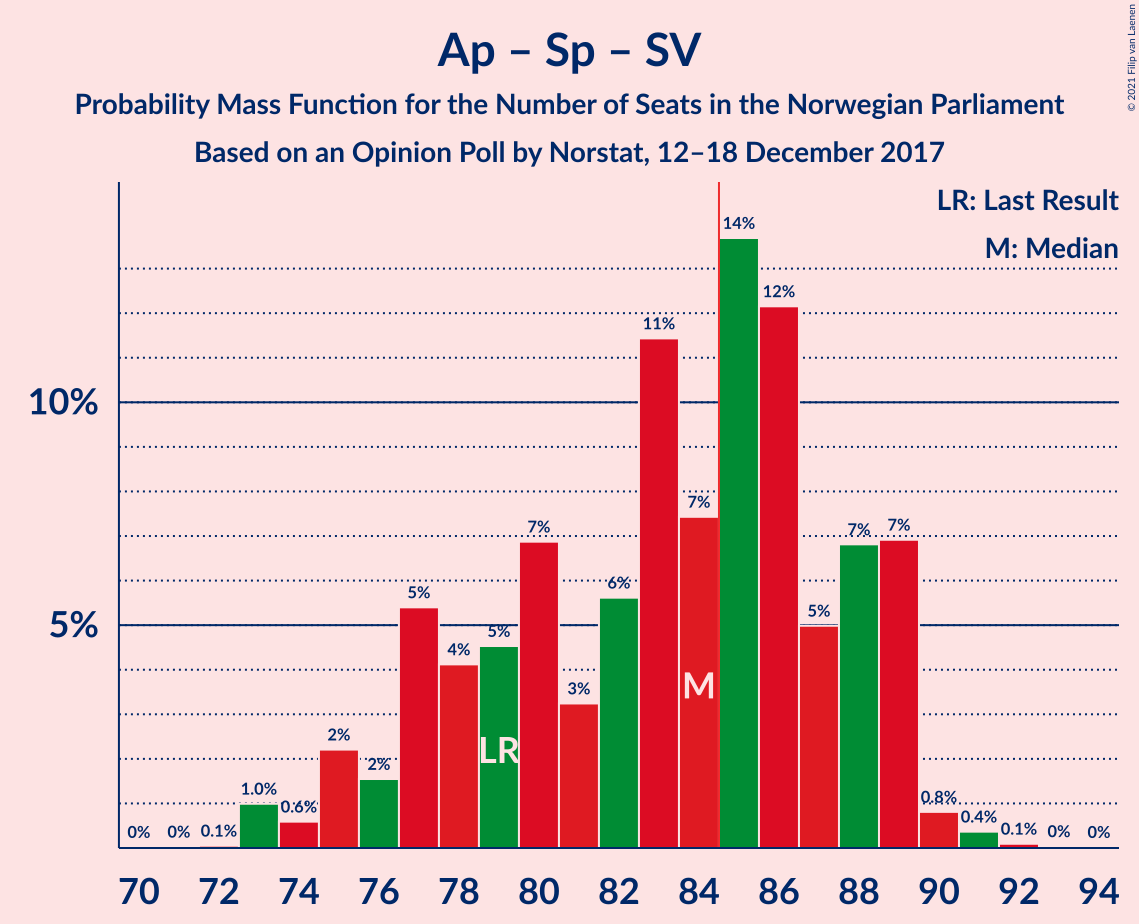 Ap – Sp – SV
Probability Mass Function for the Number of Seats in the Norwegian Parliament
Based on an Opinion Poll by Norstat, 12–18 December 2017
© 2021 Filip van Laenen
LR: Last Result
M: Median
10%
5%
0% 0% 0.1% 1.0% 0.6% 2% 2% 5% 4% 5% 7% 3% 6% 11% 7% 14% 12% 5% 7% 7% 0.8% 0.4% 0.1% 0% 0%
M
LR
70 72 74 76 78 80 82 84 86 88 90 92 94